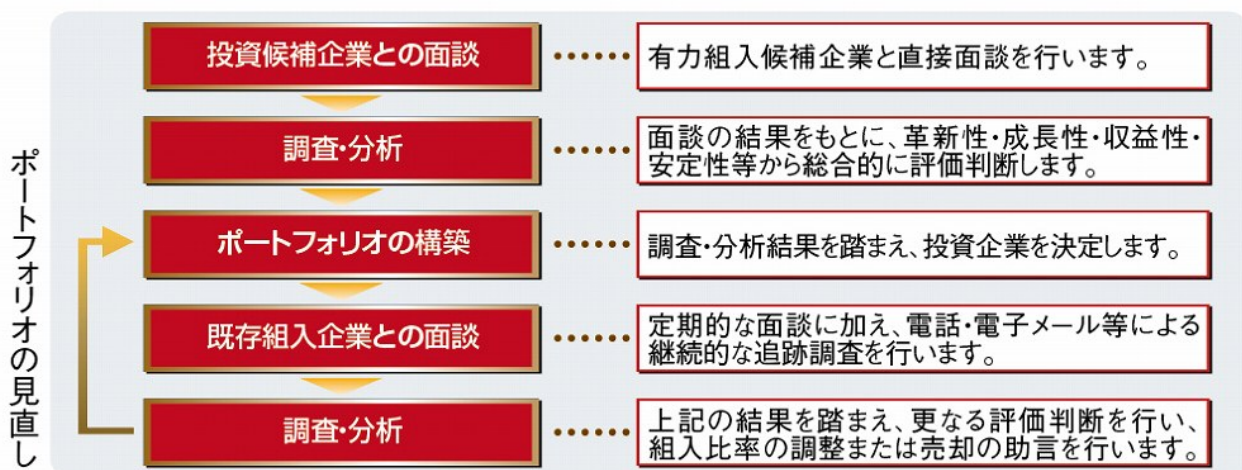 投資候補企業との面談
有力組入候補企業と直接面談を行います。
調査・分析
面談の結果をもとに、革新性・成長性・収益性・
安定性等から総合的に評価判断します。
ポートフォリオの構築
調査・分析結果を踏まえ、投資企業を決定します。
既存組入企業との面談
定期的な面談に加え、電話・電子メール等による
継続的な追跡調査を行います。
調査・分析
上記の結果を踏まえ、更なる評価判断を行い、
組入比率の調整または売却の助言を行います。
ポートフォリオの見直し